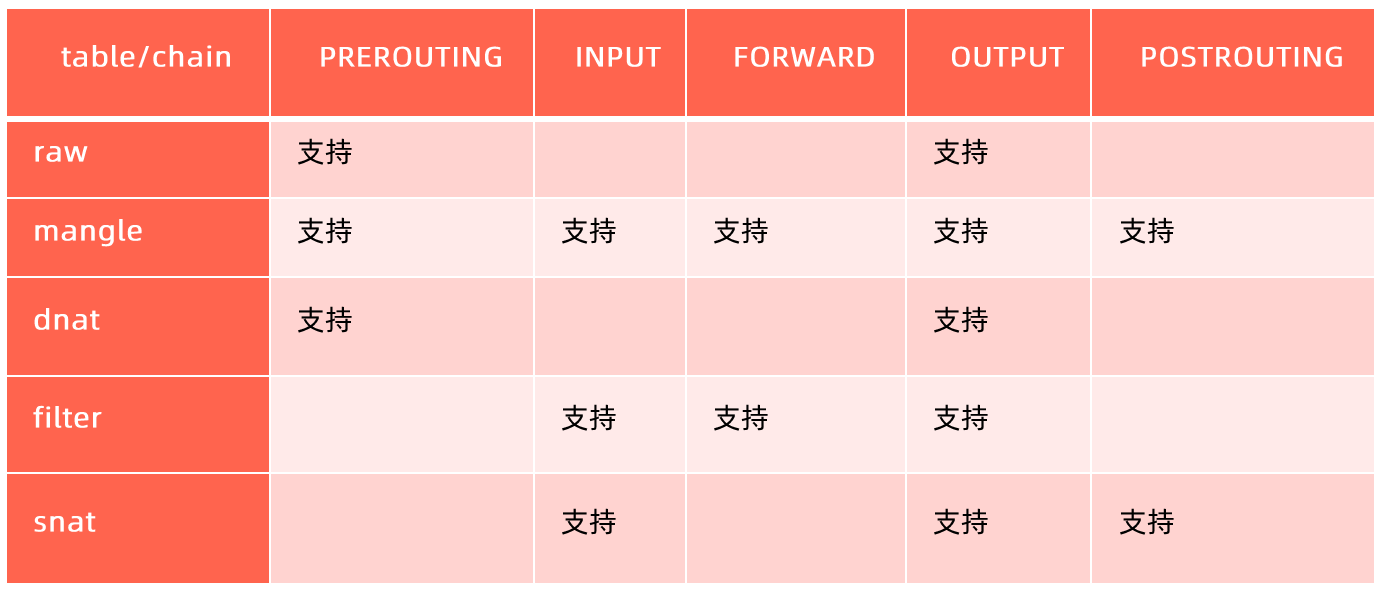 table/chain PREROUTING INPUT FORWARD OUTPUT POSTROUTING
raw 支持 支持
mangle 支持 支持 支持 支持 支持
dnat 支持 支持
filter 支持 支持 支持
snat 支持 支持 支持